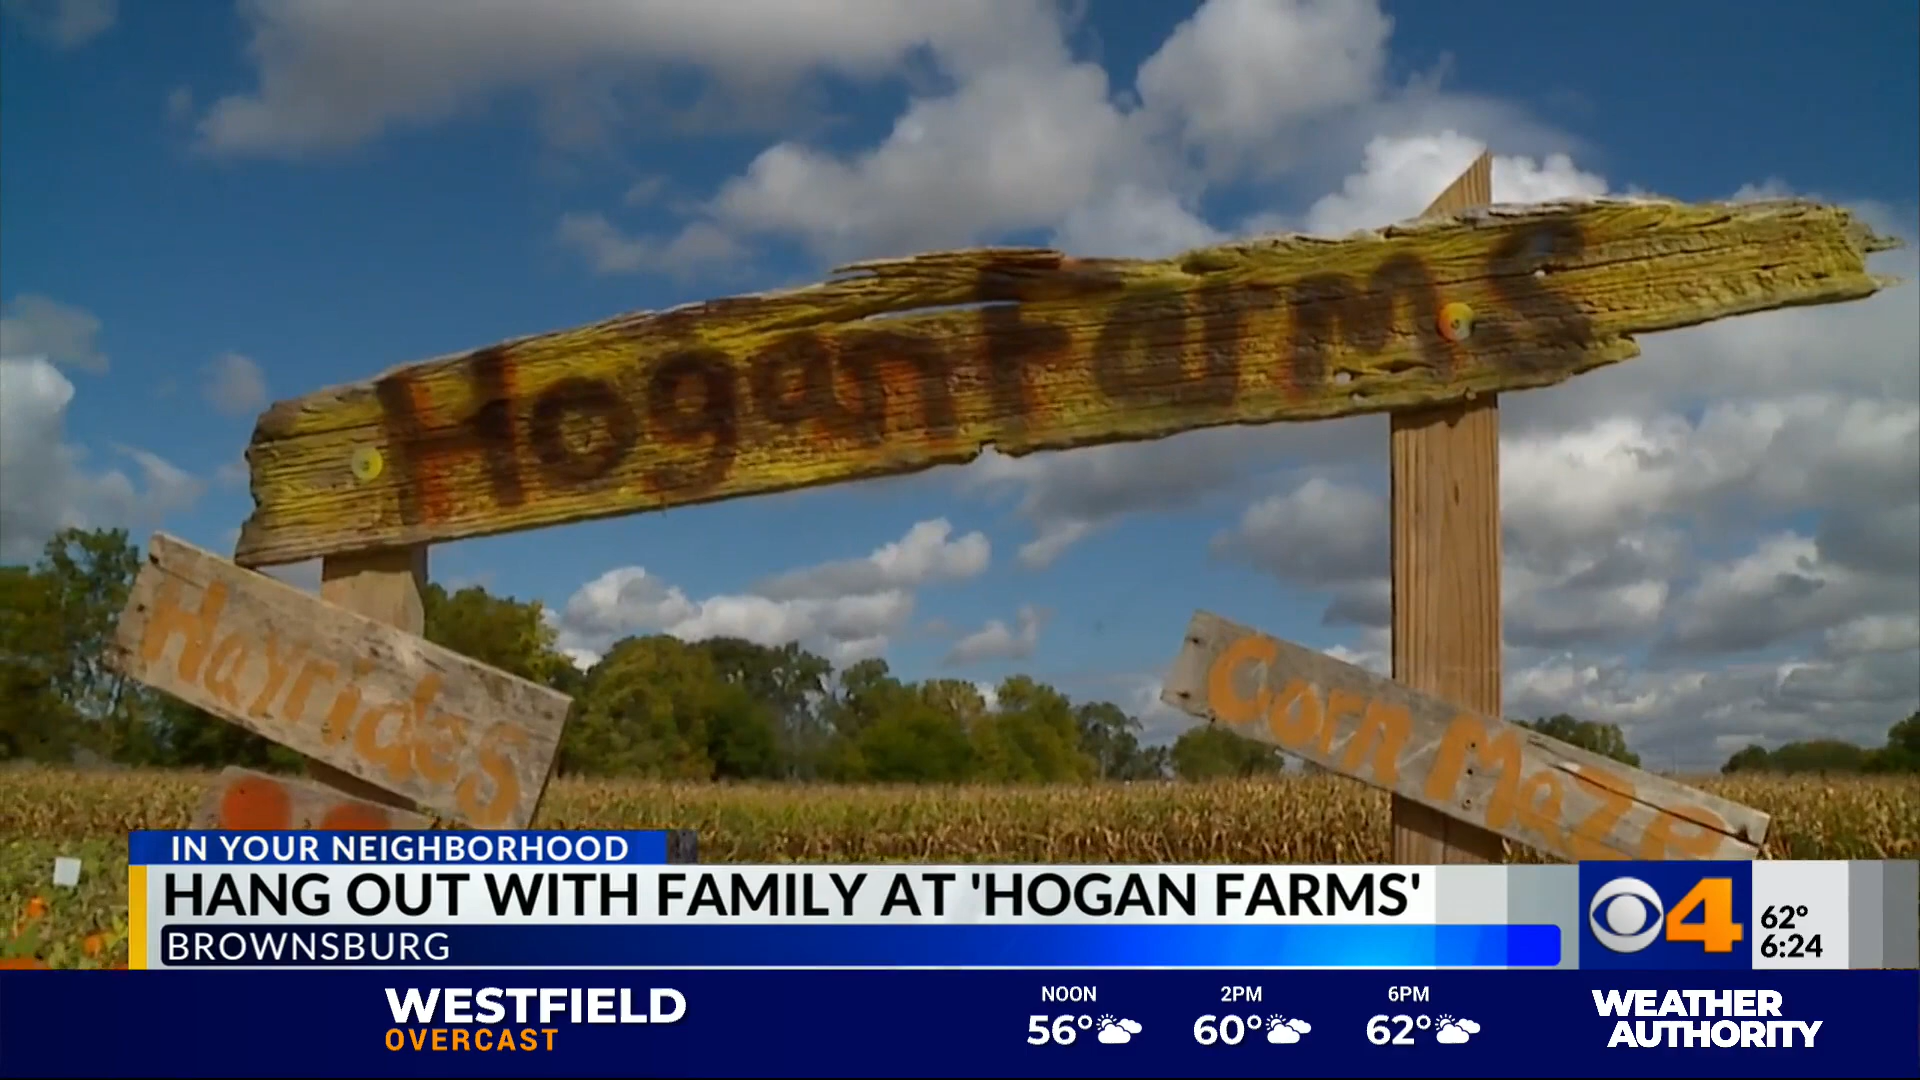 Hogan Farms
Hayrides
Corn Maze
IN YOUR NEIGHBORHOOD
HANG OUT WITH FAMILY AT 'HOGAN FARMS'
BROWNSBURG
4
62°
6:24
WESTFIELD
OVERCAST
NOON
56°
2PM
60°
6PM
62°
WEATHER
AUTHORITY